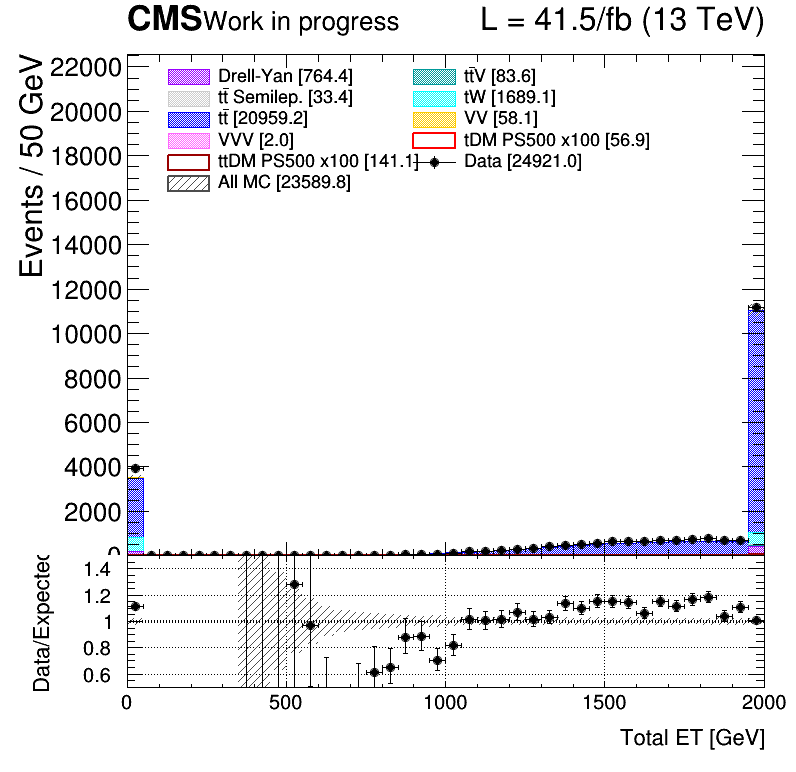 CMS Work in progress L = 41.5/fb (13 TeV)
Events / 50 GeV
22000
20000
18000
16000
14000
12000
10000
8000
6000
4000
2000
0
Drell-Yan [764.4]
tt̄ Semilep. [33.4]
tt̄ [20959.2]
VVV [2.0]
ttDM PS500 x100 [141.1]
All MC [23589.8]
tt̄V [83.6]
tW [1689.1]
VV [58.1]
tDM PS500 x100 [56.9]
Data [24921.0]
Data/Expected
1.4
1.2
1
0.8
0.6
0 500 1000 1500 2000
Total ET [GeV]